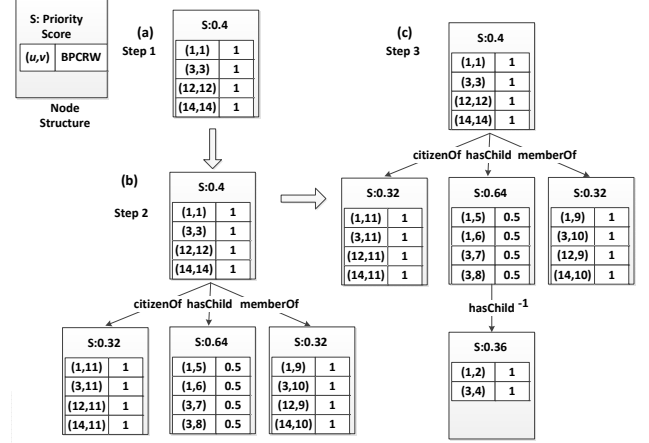 S: Priority
Score
(u,v) BPCRW
Node
Structure
(a)
Step 1
S:0.4
(1,1) 1
(3,3) 1
(12,12) 1
(14,14) 1
(b)
Step 2
S:0.4
(1,1) 1
(3,3) 1
(12,12) 1
(14,14) 1
citizenOf hasChild memberOf
S:0.32
(1,11) 1
(3,11) 1
(12,11) 1
(14,11) 1
S:0.64
(1,5) 0.5
(1,6) 0.5
(3,7) 0.5
(3,8) 0.5
S:0.32
(1,9) 1
(3,10) 1
(12,9) 1
(14,10) 1
(c)
Step 3
S:0.4
(1,1) 1
(3,3) 1
(12,12) 1
(14,14) 1
citizenOf hasChild memberOf
S:0.32
(1,11) 1
(3,11) 1
(12,11) 1
(14,11) 1
S:0.64
(1,5) 0.5
(1,6) 0.5
(3,7) 0.5
(3,8) 0.5
S:0.32
(1,9) 1
(3,10) 1
(12,9) 1
(14,10) 1
hasChild -1
S:0.36
(1,2) 1
(3,4) 1